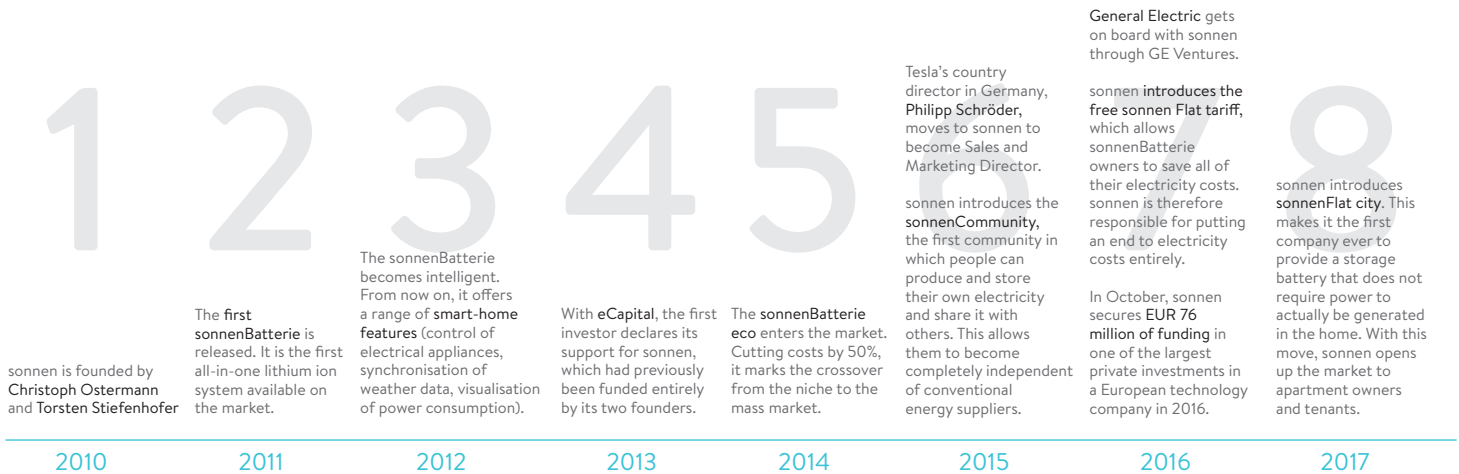 1
sonnen is founded by
Christoph Ostermann
and Torsten Stiefenhofer
2010
2
The first
sonnenBatterie is
released. It is the first
all-in-one lithium ion
system available on
the market.
2011
3
The sonnenBatterie
becomes intelligent.
From now on, it offers
a range of smart-home
features (control of
electrical appliances,
synchronisation of
weather data, visualisation
of power consumption).
2012
4
With eCapital, the first
investor declares its
support for sonnen,
which had previously
been funded entirely
by its two founders.
2013
5
The sonnenBatterie
eco enters the market.
Cutting costs by 50%,
it marks the crossover
from the niche to the
mass market.
2014
6
Tesla's country
director in Germany,
Philipp Schröder,
moves to sonnen to
become Sales and
Marketing Director.
sonnen introduces the
sonnenCommunity,
the first community in
which people can
produce and store
their own electricity
and share it with
others. This allows
them to become
completely independent
of conventional
energy suppliers.
2015
7
General Electric gets
on board with sonnen
through GE Ventures.
sonnen introduces the
free sonnen Flat tariff,
which allows
sonnenBatterie
owners to save all of
their electricity costs.
sonnen is therefore
responsible for putting
an end to electricity
costs entirely.
In October, sonnen
secures EUR 76
million of funding in
one of the largest
private investments in
a European technology
company in 2016.
2016
8
sonnen introduces
sonnenFlat city. This
makes it the first
company ever to
provide a storage
battery that does not
require power to
actually be generated
in the home. With this
move, sonnen opens
up the market to
apartment owners
and tenants.
2017